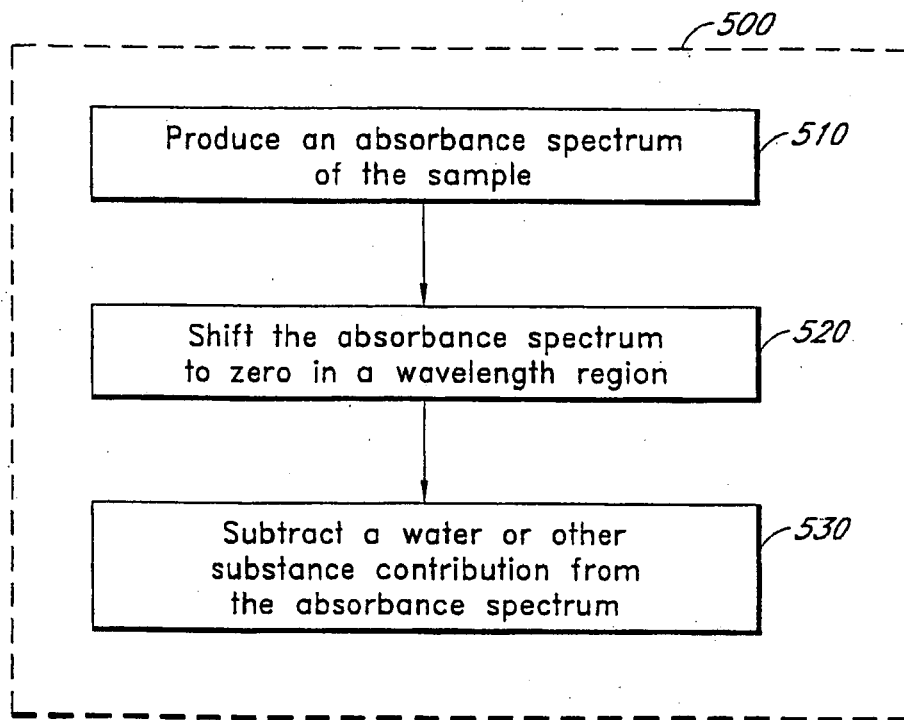 500
Produce an absorbance spectrum
of the sample
510
Shift the absorbance spectrum
to zero in a wavelength region
520
Subtract a water or other
substance contribution from
the absorbance spectrum
530